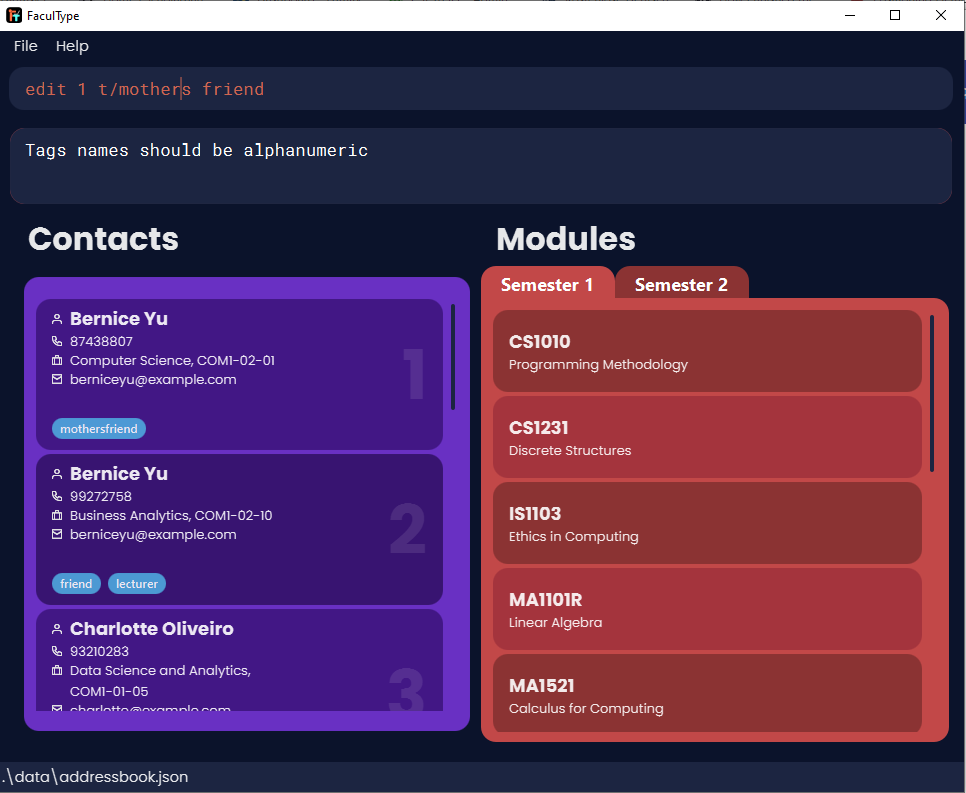 FaculType
File Help
edit 1 t/mothers friend
Tags names should be alphanumeric
Contacts
Bernice Yu
87438807
Computer Science, COM1-02-01
berniceyu@example.com
1
mothersfriend
Bernice Yu
99272758
Business Analytics, COM1-02-10
berniceyu@example.com
2
friend lecturer
Charlotte Oliveiro
93210283
Data Science and Analytics,
COM1-01-05
charlotte@example.com
3
Modules
Semester 1 Semester 2
CS1010
Programming Methodology
CS1231
Discrete Structures
IS1103
Ethics in Computing
MA1101R
Linear Algebra
MA1521
Calculus for Computing
.\data\addressbook.json